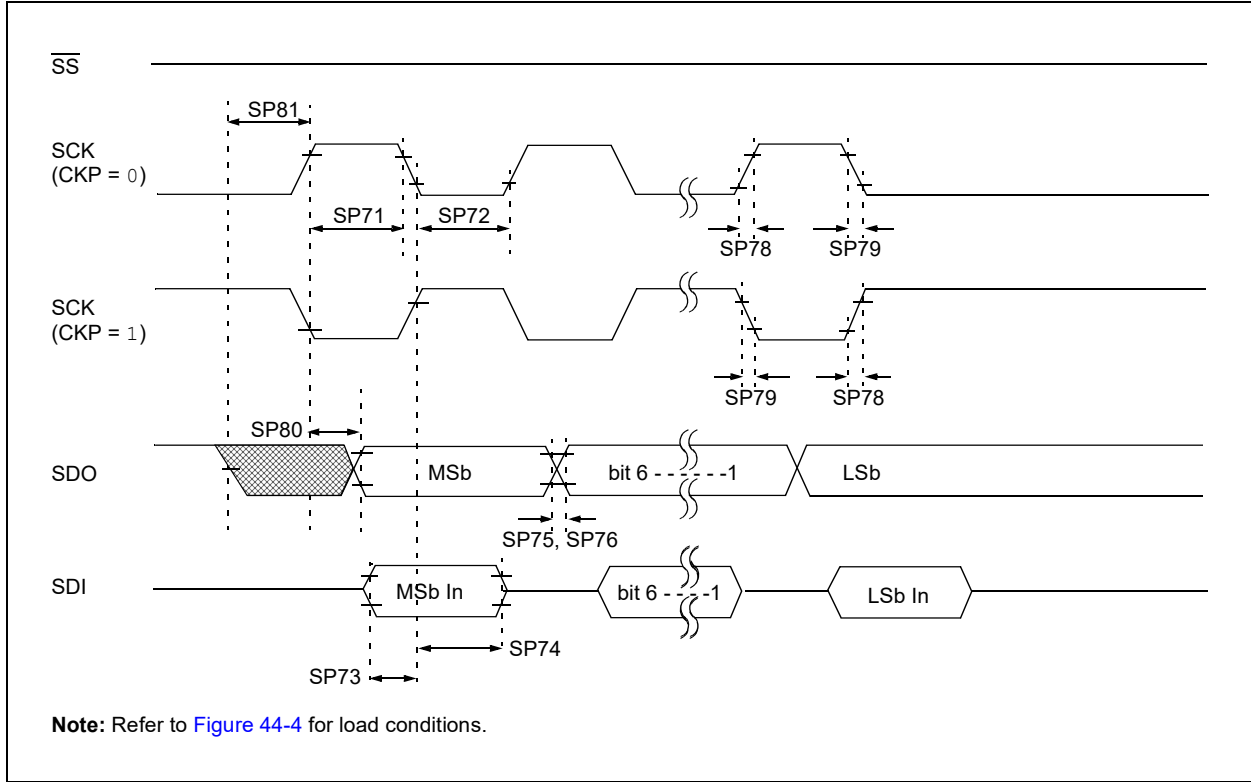 SS
SP81
SCK
(CKP = 0)
SP71
SP72
SP78
SP79
SCK
(CKP = 1)
SP79
SP78
SP80
SDO
MSb
bit 6 - - - - - -1
LSb
SP75, SP76
SDI
MSb In
bit 6 - - - -1
LSb In
SP74
SP73
Note: Refer to Figure 44-4 for load conditions.